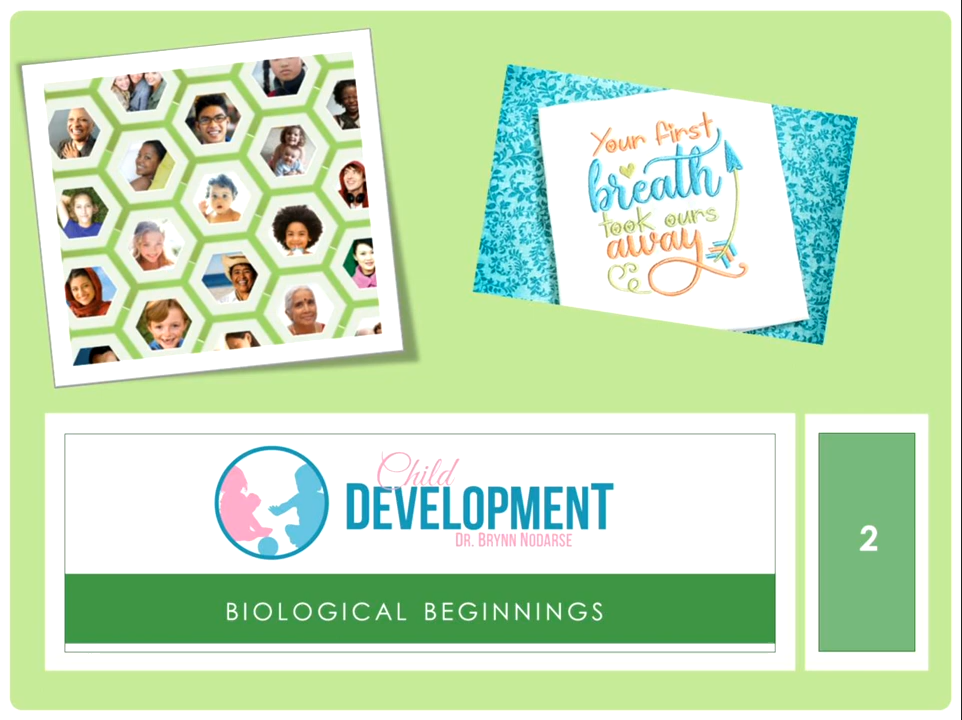 Your first
breath
took ours
away
Child
DEVELOPMENT
DR. BRYNN NODARSE
BIOLOGICAL BEGINNINGS
2